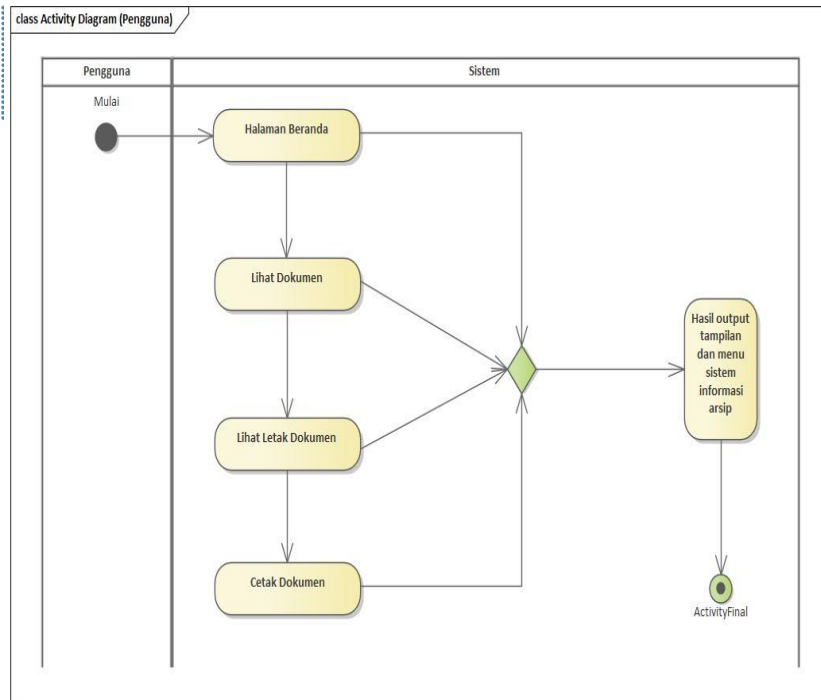 class Activity Diagram (Pengguna)
Pengguna
Sistem
Mulai
Halaman Beranda
Lihat Dokumen
Hasil output
tampilan
dan menu
sistem
informasi
arsip
Lihat Letak Dokumen
Cetak Dokumen
ActivityFinal